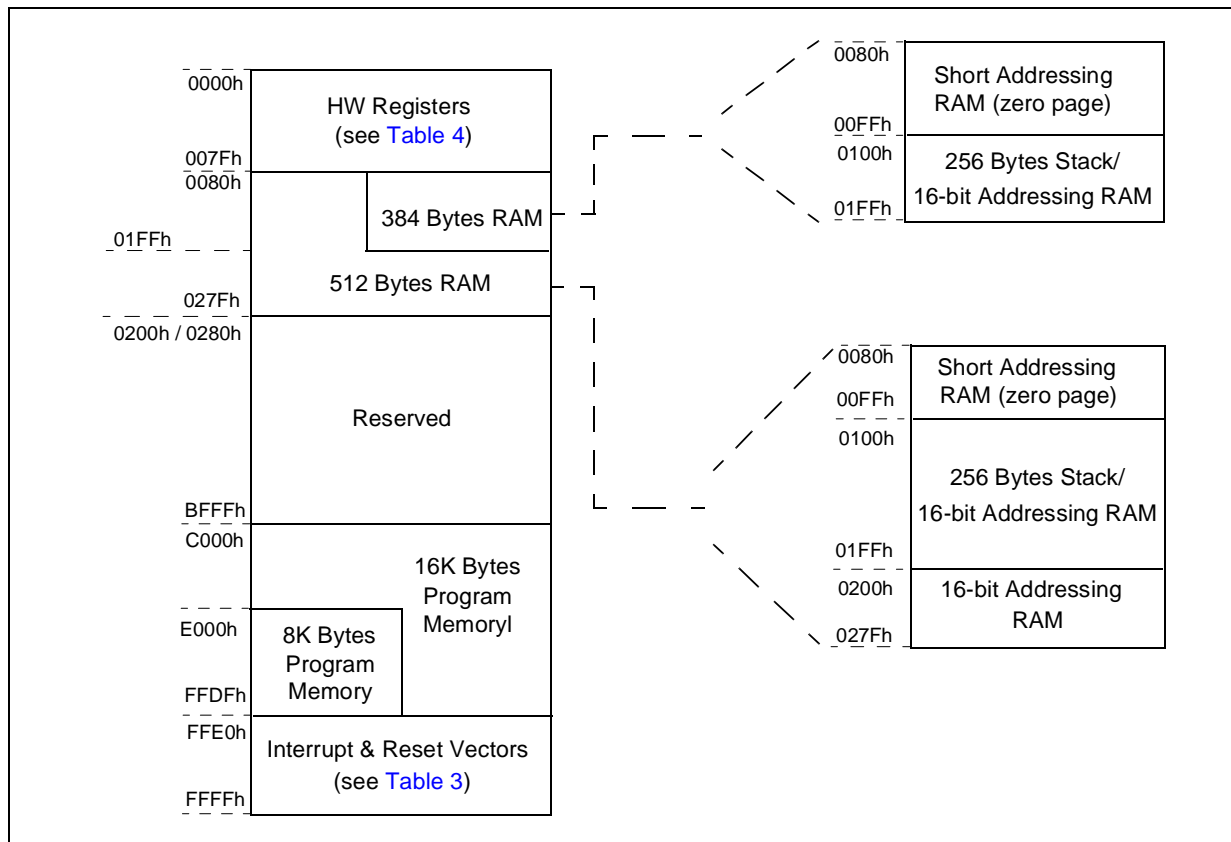 0000h
HW Registers
(see Table 4)
007Fh
0080h
384 Bytes RAM
01FFh
512 Bytes RAM
027Fh
0200h / 0280h
Reserved
BFFFh
C000h
16K Bytes
Program
Memoryl
E000h
8K Bytes
Program
Memory
FFDFh
FFE0h
Interrupt & Reset Vectors
(see Table 3)
FFFFh
0080h
Short Addressing
RAM (zero page)
00FFh
0100h
256 Bytes Stack/
16-bit Addressing RAM
01FFh
0080h
Short Addressing
RAM (zero page)
00FFh
0100h
256 Bytes Stack/
16-bit Addressing RAM
01FFh
0200h
16-bit Addressing
RAM
027Fh